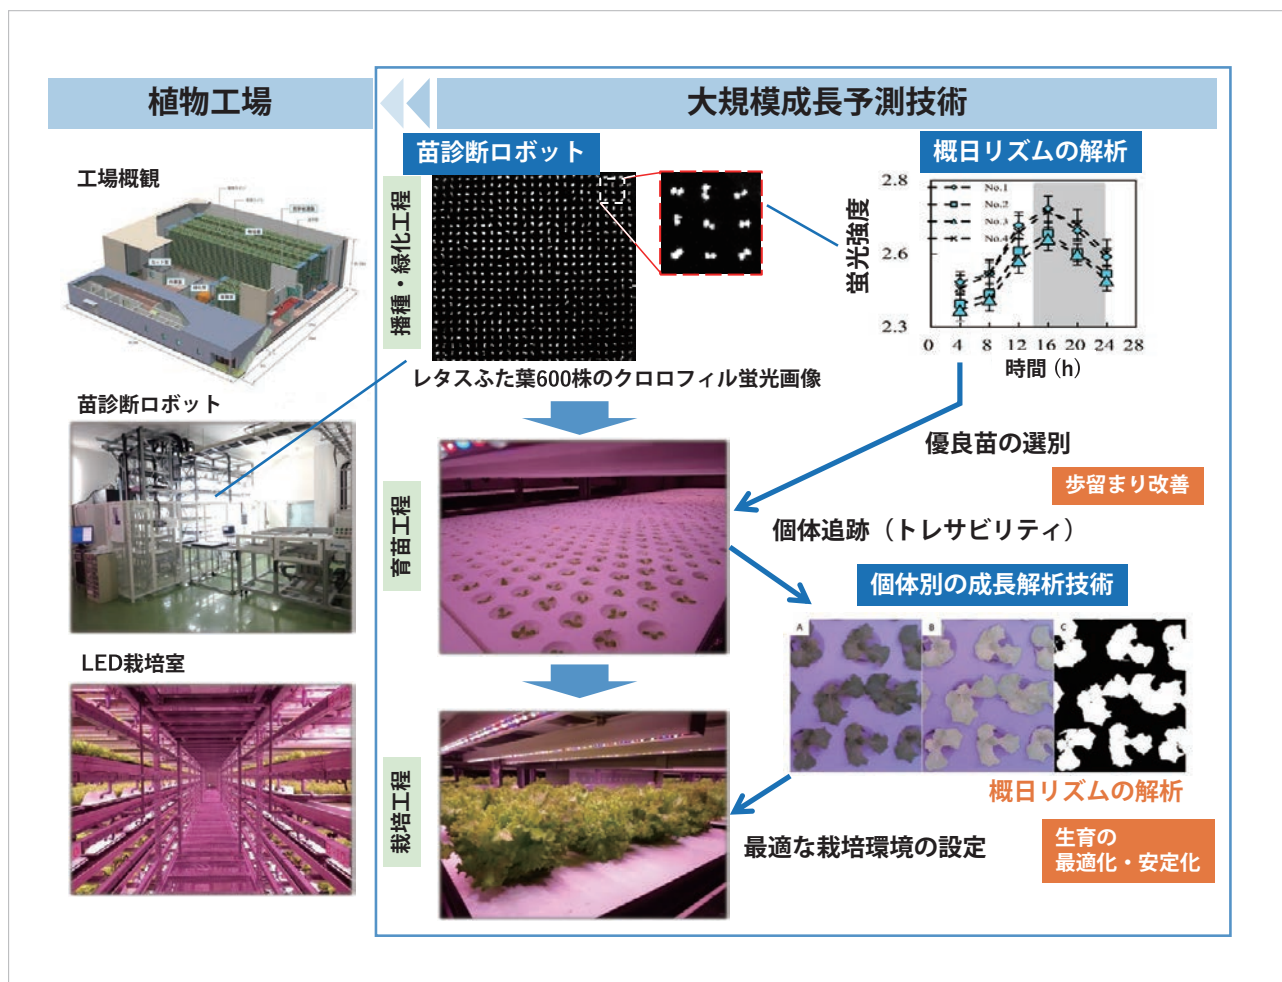 植物工場
大規模成長予測技術
工場概観
苗診断ロボット
LED栽培室
苗診断ロボット
播種・緑化工程
レタスふた葉600株のクロロフィル蛍光画像
概日リズムの解析
蛍光強度
2.8
2.6
2.3
No.1
No.2
No.3
No.4
0 4 8 12 16 20 24 28
時間(h)
優良苗の選別
歩留まり改善
育苗工程
個体追跡(トレサビリティ)
個体別の成長解析技術
A
B
C
概日リズムの解析
栽培工程
最適な栽培環境の設定
生育の
最適化・安定化